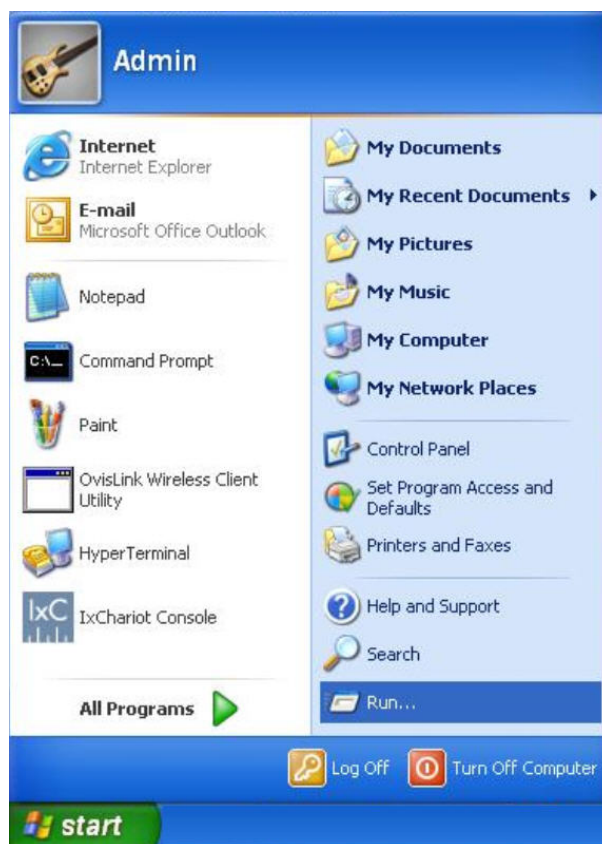 Admin
Internet
Internet Explorer
E-mail
Microsoft Office Outlook
Notepad
C:\_
Command Prompt
Paint
OvisLink Wireless Client
Utility
HyperTerminal
IxC
IxChariot Console
All Programs
My Documents
My Recent Documents
My Pictures
My Music
My Computer
My Network Places
Control Panel
Set Program Access and
Defaults
Printers and Faxes
Help and Support
Search
Run...
Log Off
Turn Off Computer
start